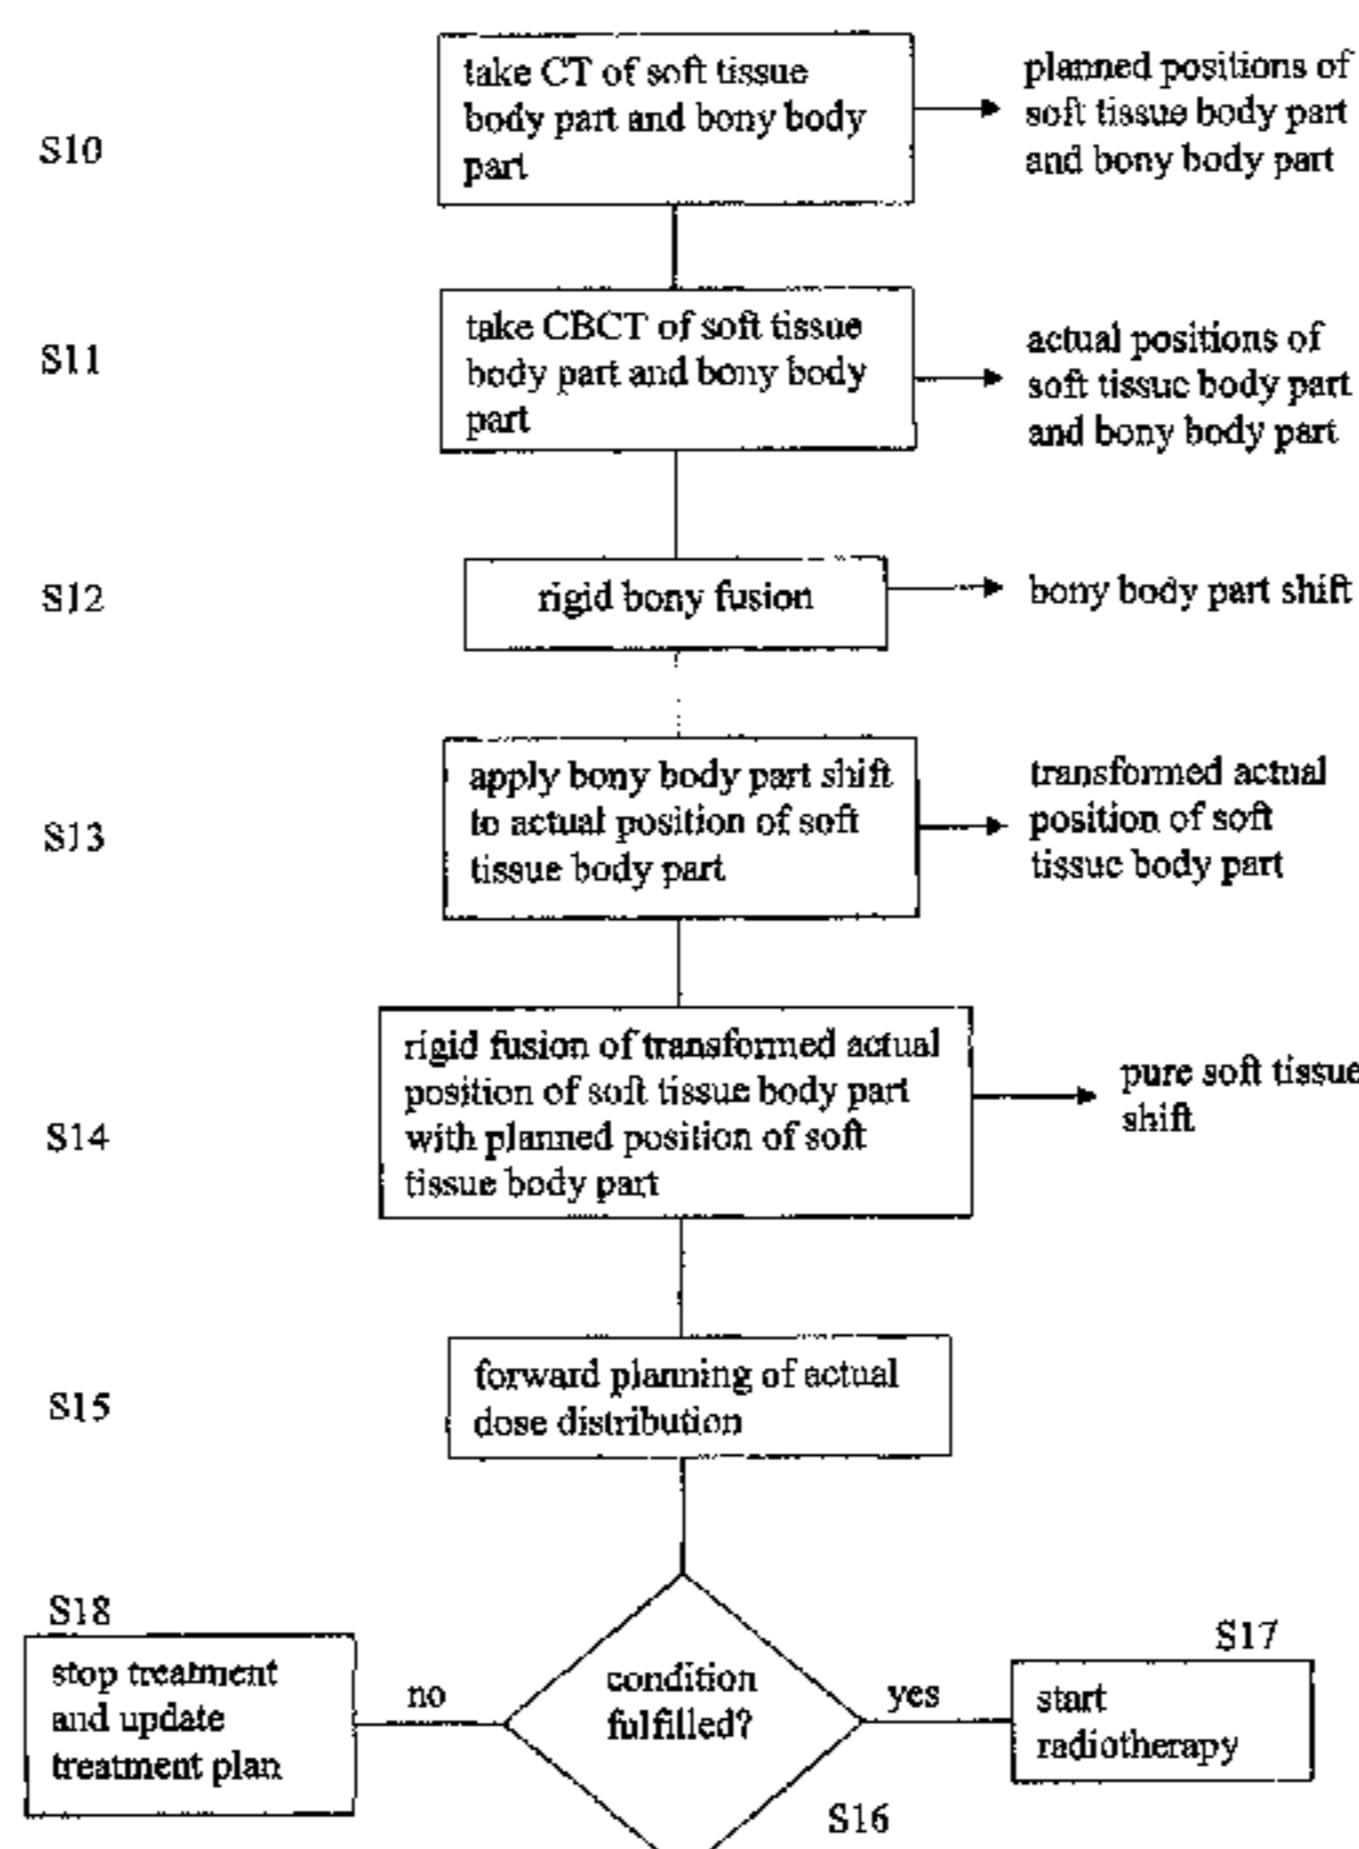 S10
take CT of soft tissue
body part and bony body
part
planned positions of
soft tissue body part
and bony body part
S11
take CBCT of soft tissue
body part and bony body
part
actual positions of
soft tissue body part
and bony body part
S12
rigid bony fusion
bony body part shift
S13
apply bony body part shift
to actual position of soft
tissue body part
transformed actual
position of soft
tissue body part
S14
rigid fusion of transformed actual
position of soft tissue body part
with planned position of soft
tissue body part
pure soft tissue
shift
S15
forward planning of actual
dose distribution
S18
stop treatment
and update
treatment plan
no
condition
fulfilled?
yes
S17
start
radiotherapy
S16